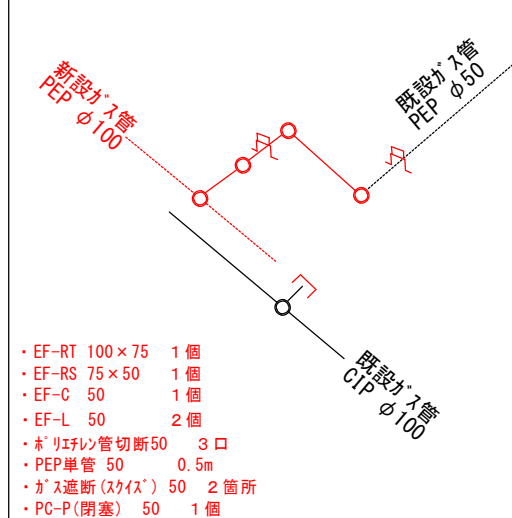 新設ガス管
PEP φ100
既設ガス管
PEP φ50
既設ガス管
CIP φ100
・EF-RT 100×75 1個
・EF-RS 75×50 1個
・EF-C 50 1個
・EF-L 50 2個
・ポリエチレン管切断50 3口
・PEP単管 50 0.5m
・ガス遮断(スクイズ) 50 2箇所
・PC-P(閉塞) 50 1個